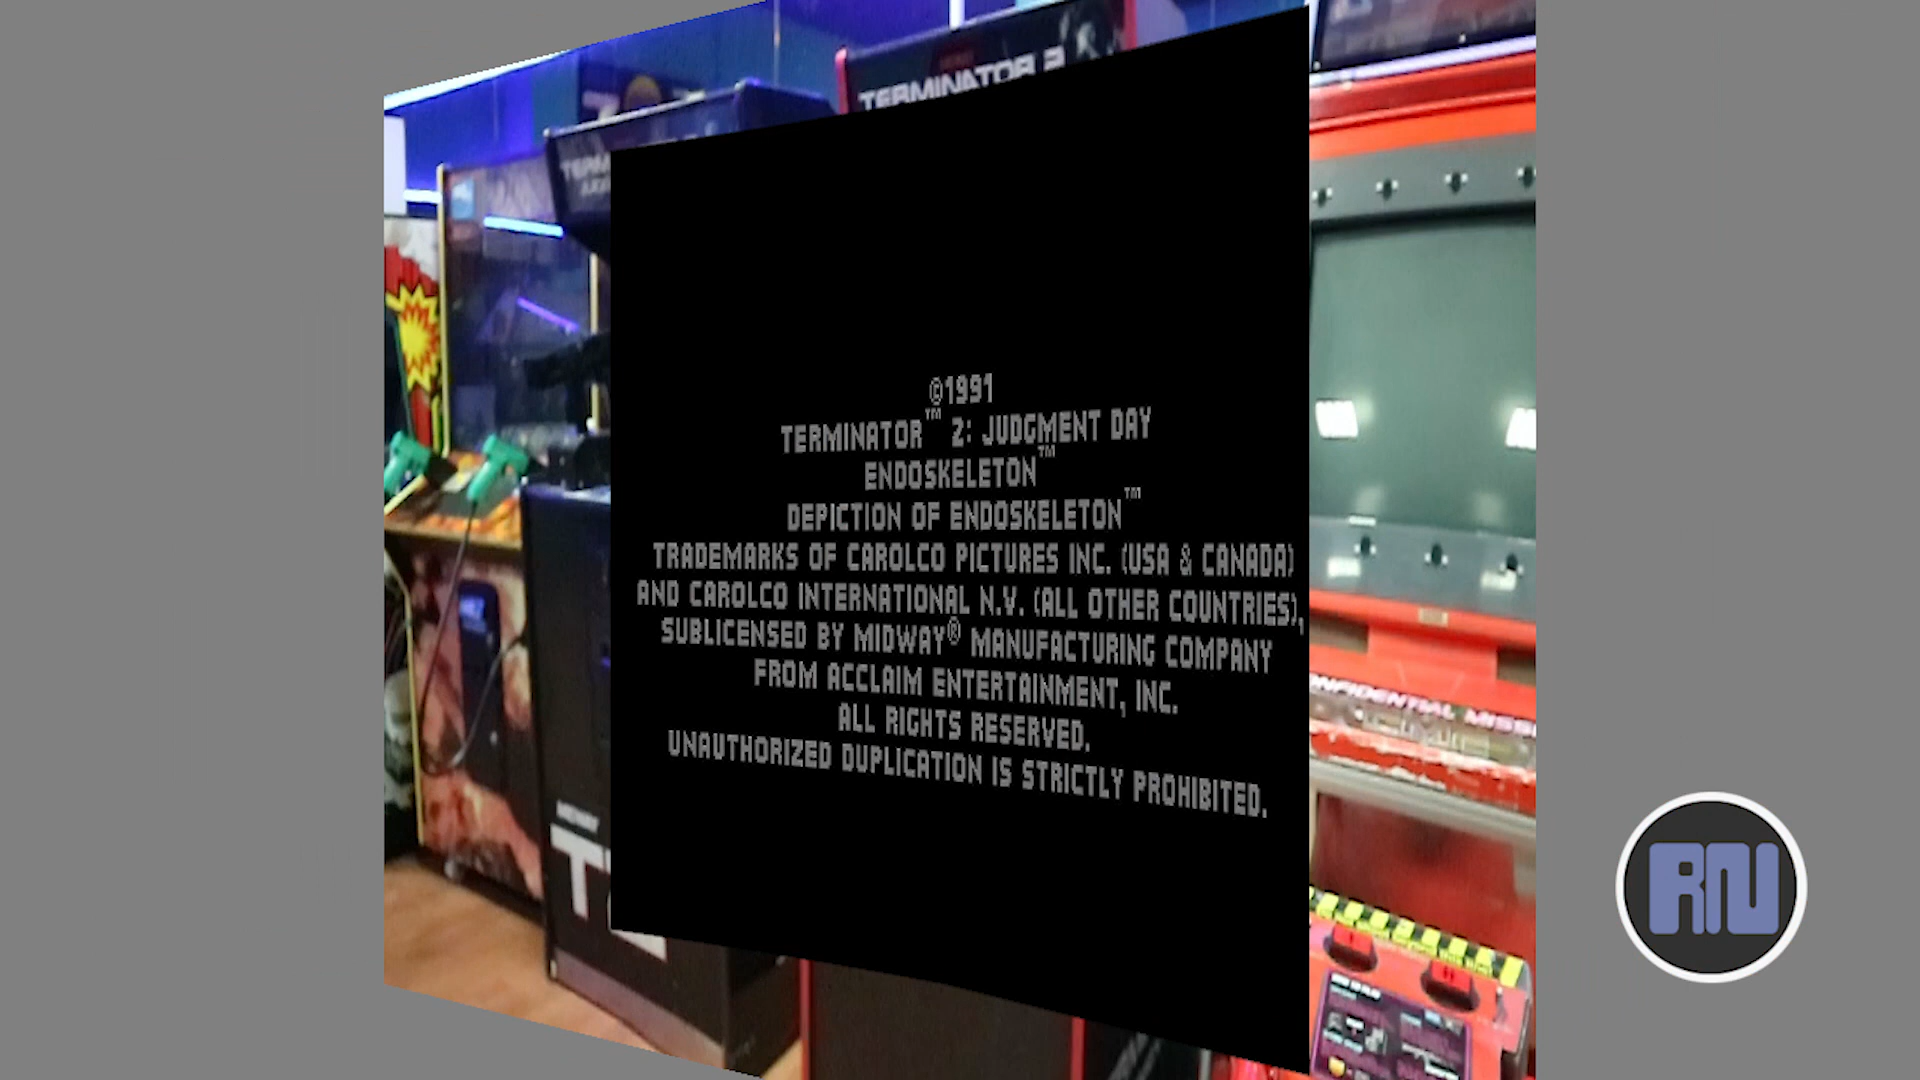 TERMINATOR 2
©1991
TERMINATOR™ 2: JUDGMENT DAY
ENDOSKELETON™
DEPICTION OF ENDOSKELETON™
TRADEMARKS OF CAROLCO PICTURES INC. (USA & CANADA)
AND CAROLCO INTERNATIONAL N.V. (ALL OTHER COUNTRIES),
SUBLICENSED BY MIDWAY® MANUFACTURING COMPANY
FROM ACCLAIM ENTERTAINMENT, INC.
ALL RIGHTS RESERVED.
UNAUTHORIZED DUPLICATION IS STRICTLY PROHIBITED.
MIDWAY
RN